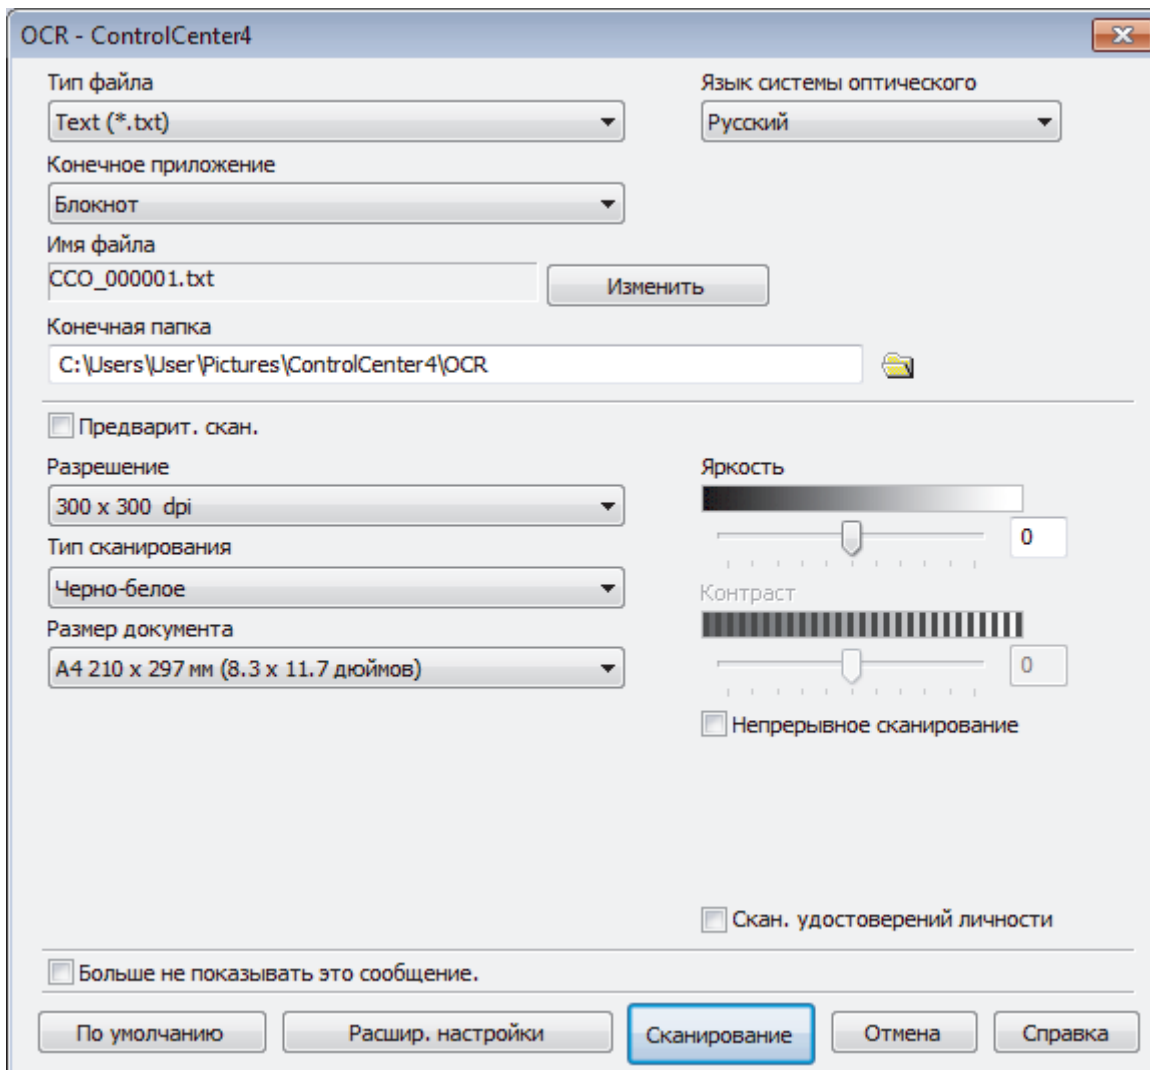 OCR - ControlCenter4
Тип файла
Text (*.txt)
Язык системы оптического
Русский
Конечное приложение
Блокнот
Имя файла
CCO_000001.txt
Изменить
Конечная папка
C:\Users\User\Pictures\ControlCenter4\OCR
Предварит. скан.
Разрешение
300 x 300 dpi
Тип сканирования
Черно-белое
Размер документа
A4 210 x 297 мм (8.3 x 11.7 дюймов)
Яркость
0
Контраст
0
Непрерывное сканирование
Скан. удостоверений личности
Больше не показывать это сообщение.
По умолчанию
Расшир. настройки
Сканирование
Отмена
Справка